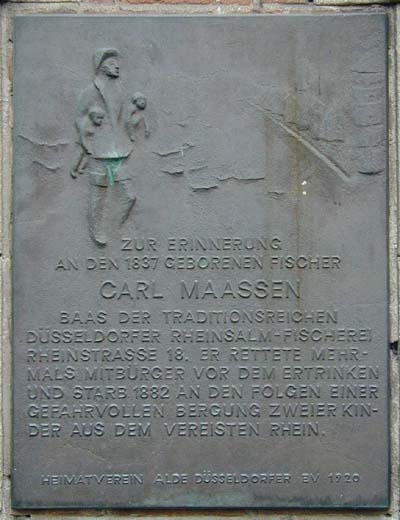 ZUR ERINNERUNG
AN DEN 1837 GEBORENEN FISCHER
CARL MAASSEN
BAAS DER TRADITIONSREICHEN
DÜSSELDORFER RHEINSALM-FISCHEREI
RHEINSTRASSE 18. ER RETTETE MEHR-
MALS MITBÜRGER VOR DEM ERTRINKEN
UND STARB 1882 AN DEN FOLGEN EINER
GEFAHRVOLLEN BERGUNG ZWEIER KIN-
DER AUS DEM VEREISTEN RHEIN.
HEIMATVEREIN ALDE DÜSSELDORFER EV 1920